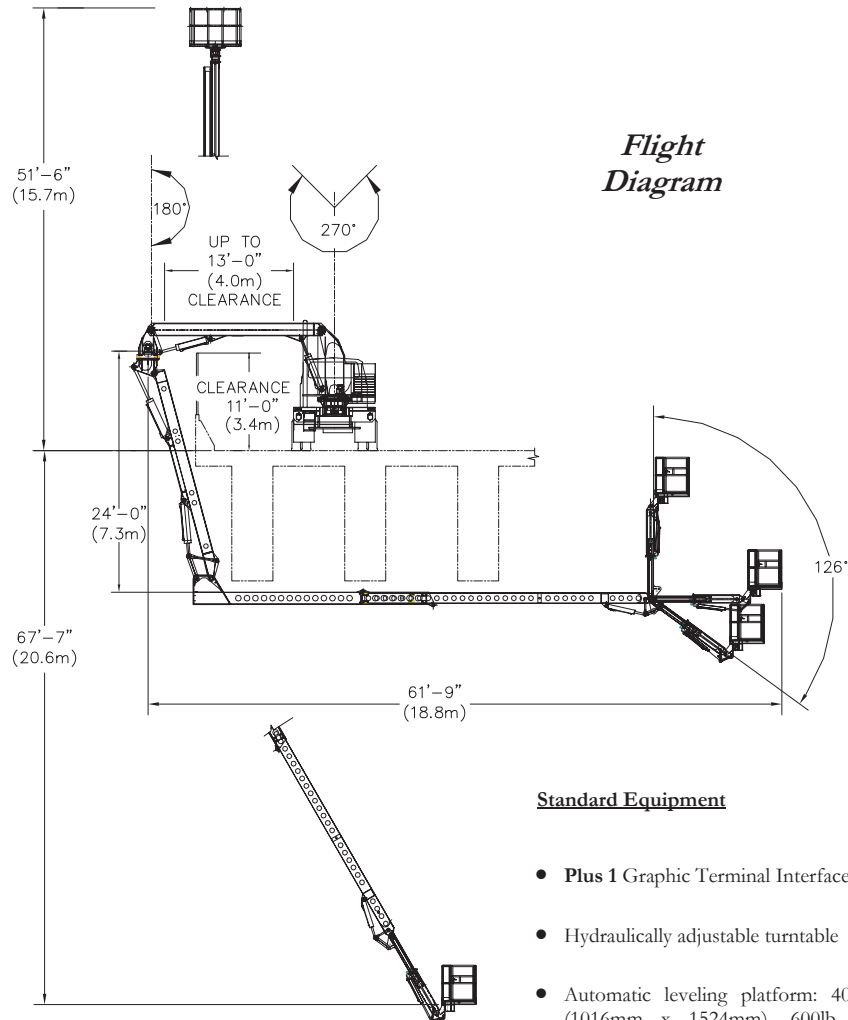 Flight
Diagram
51'-6"
(15.7m)
180°
270°
UP TO
13'-0"
(4.0m)
CLEARANCE
CLEARANCE
11'-0"
(3.4m)
24'-0"
(7.3m)
126°
67'-7"
(20.6m)
61'-9"
(18.8m)
Standard Equipment
• Plus 1 Graphic Terminal Interface
• Hydraulically adjustable turntable
• Automatic leveling platform: 40
(1016mm x 1524mm), 600lb